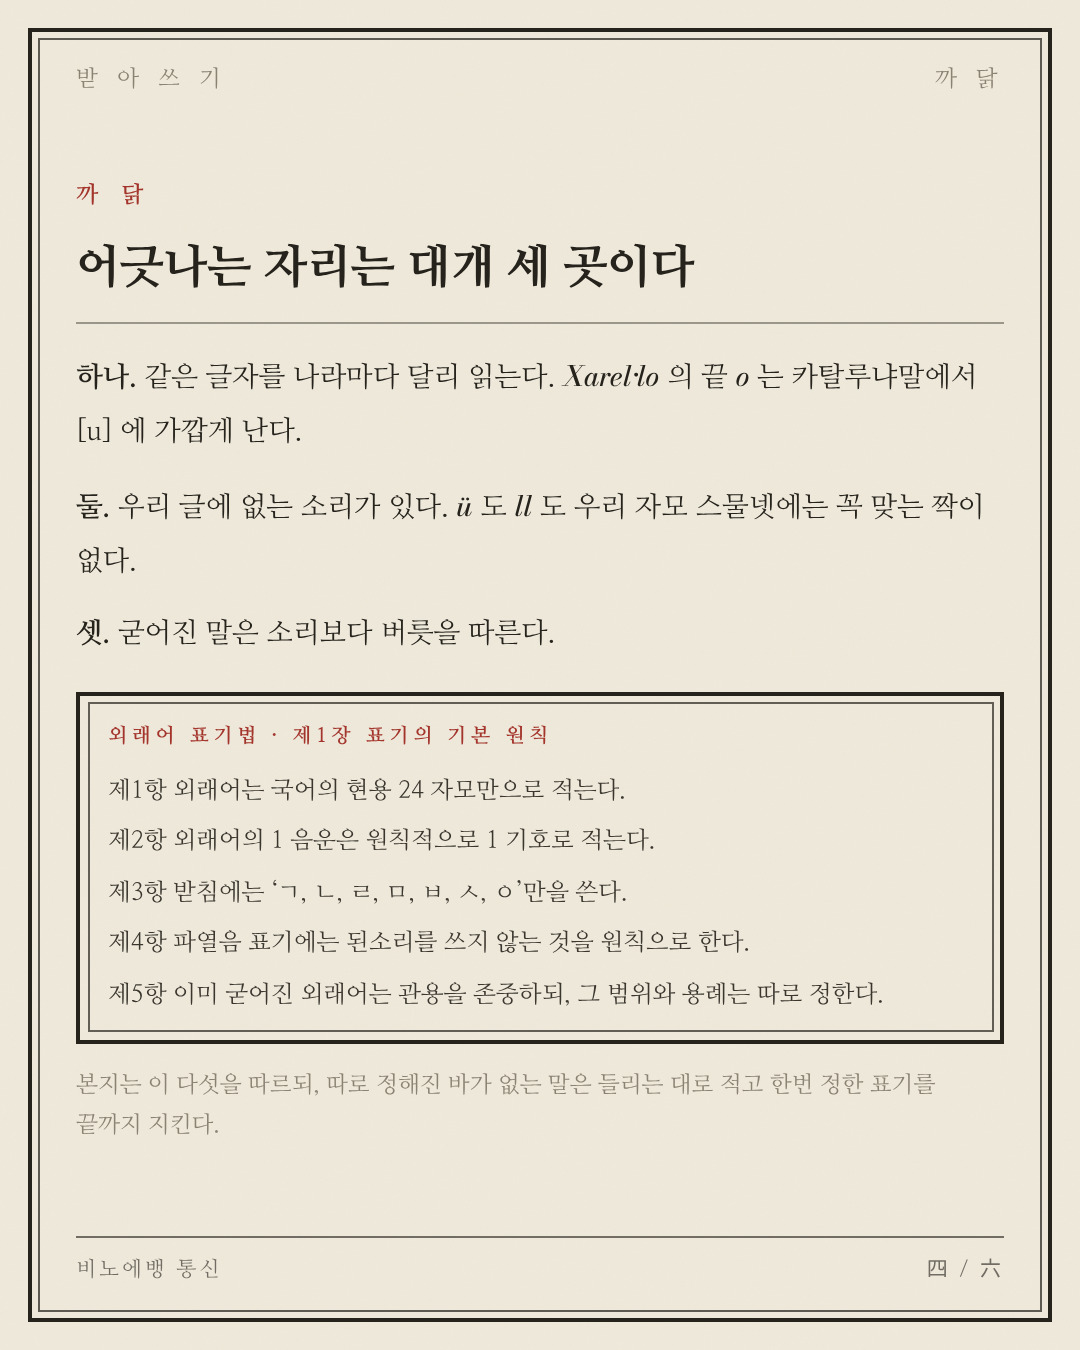 받아쓰기
까닭
까닭
어긋나는 자리는 대개 세 곳이다
하나. 같은 글자를 나라마다 달리 읽는다. Xarel·lo 의 끝 o 는 카탈루냐말에서
[u] 에 가깝게 난다.
둘. 우리 글에 없는 소리가 있다. ü 도 ll 도 우리 자모 스물넷에는 꼭 맞는 짝이
없다.
셋. 굳어진 말은 소리보다 버릇을 따른다.
외래어 표기법 · 제1장 표기의 기본 원칙
제1항 외래어는 국어의 현용 24 자모만으로 적는다.
제2항 외래어의 1 음운은 원칙적으로 1 기호로 적는다.
제3항 받침에는 ‘ㄱ, ㄴ, ㄹ, ㅁ, ㅂ, ㅅ, ㅇ’만을 쓴다.
제4항 파열음 표기에는 된소리를 쓰지 않는 것을 원칙으로 한다.
제5항 이미 굳어진 외래어는 관용을 존중하되, 그 범위와 용례는 따로 정한다.
본지는 이 다섯을 따르되, 따로 정해진 바가 없는 말은 들리는 대로 적고 한번 정한 표기를
끝까지 지킨다.
비노에뱅 통신
四 / 六